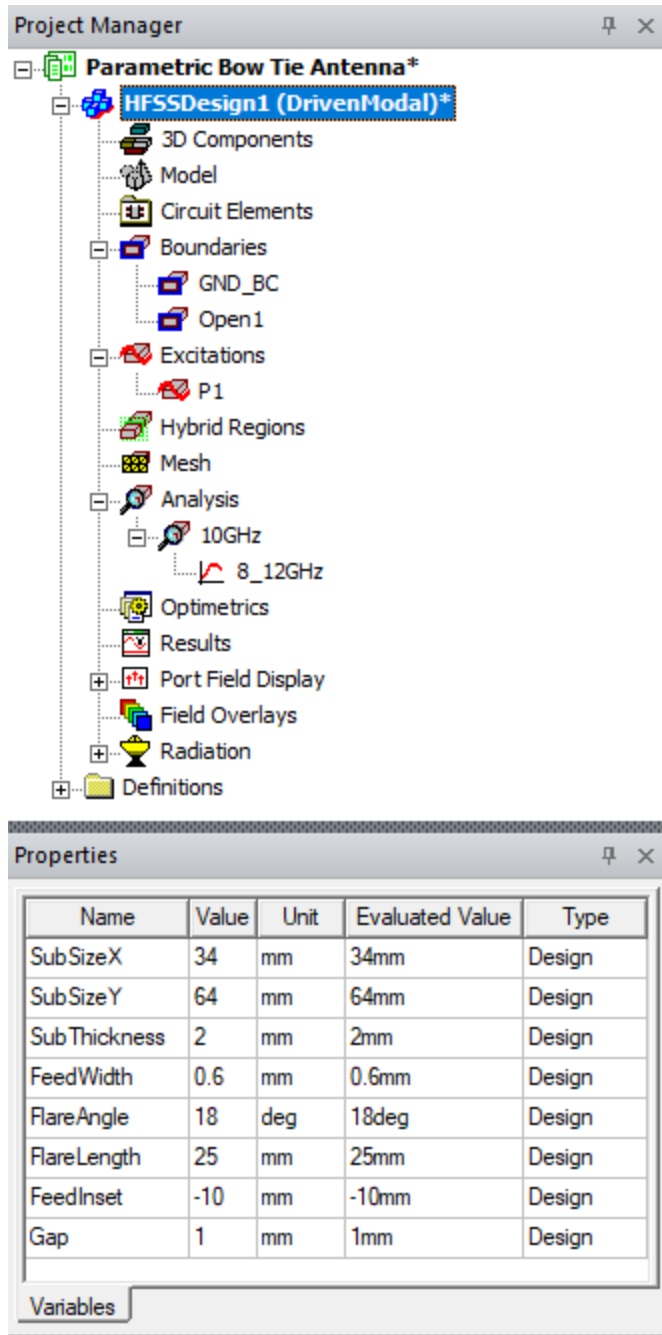 Project Manager
Parametric Bow Tie Antenna*
HFSSDesign1 (DrivenModal)*
3D Components
Model
Circuit Elements
Boundaries
GND_BC
Open1
Excitations
P1
Hybrid Regions
Mesh
Analysis
10GHz
8_12GHz
Optimetrics
Results
Port Field Display
Field Overlays
Radiation
Definitions
Properties
Name Value Unit Evaluated Value Type
SubSizeX 34 mm 34mm Design
SubSizeY 64 mm 64mm Design
SubThickness 2 mm 2mm Design
FeedWidth 0.6 mm 0.6mm Design
FlareAngle 18 deg 18deg Design
FlareLength 25 mm 25mm Design
FeedInset -10 mm -10mm Design
Gap 1 mm 1mm Design
Variables